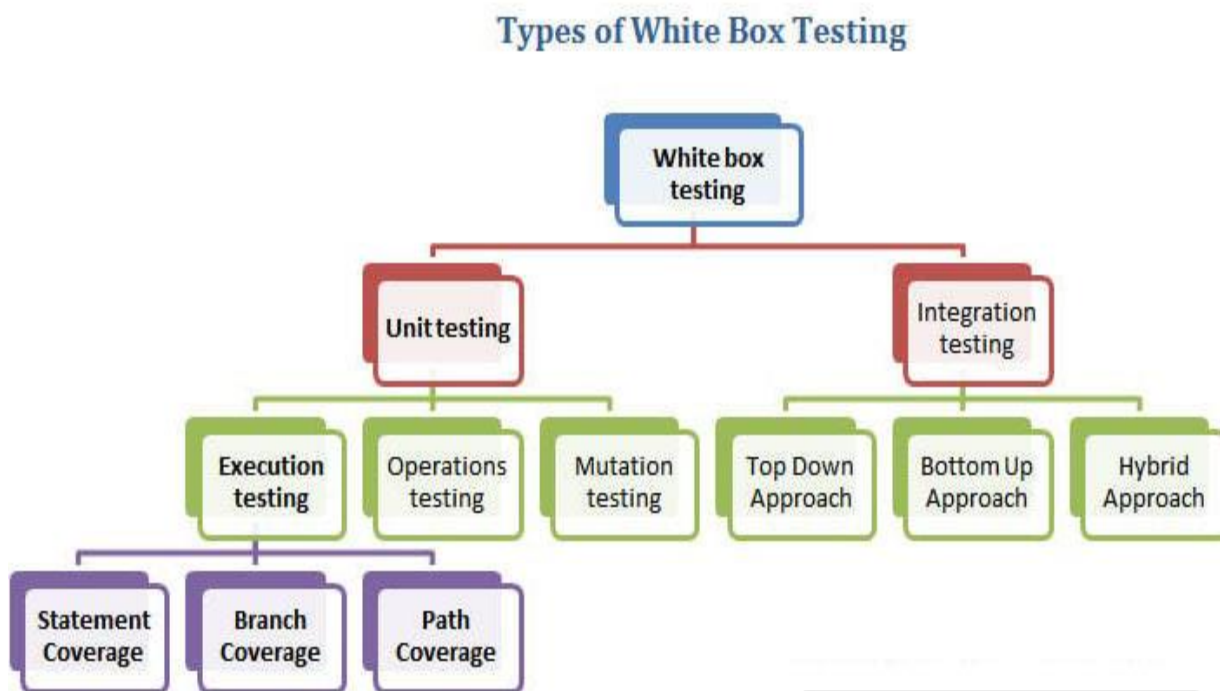 Types of White Box Testing
White box
testing
Unit testing
Integration
testing
Execution
testing
Operations
testing
Mutation
testing
Top Down
Approach
Bottom Up
Approach
Hybrid
Approach
Statement
Coverage
Branch
Coverage
Path
Coverage